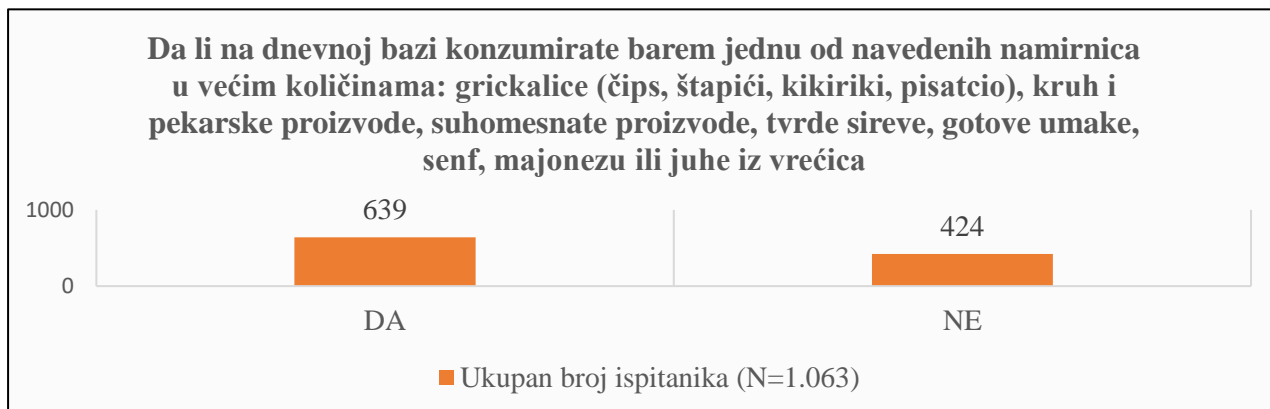 Da li na dnevnoj bazi konzumirate barem jednu od navedenih namirnica
u većim količinama: grickalice (čips, štapići, kikiriki, pisatcio), kruh i
pekarske proizvode, suhomesnate proizvode, tvrde sireve, gotove umake,
senf, majonezu ili juhe iz vrećica
1000
639
424
0
DA
NE
Ukupan broj ispitanika (N=1.063)